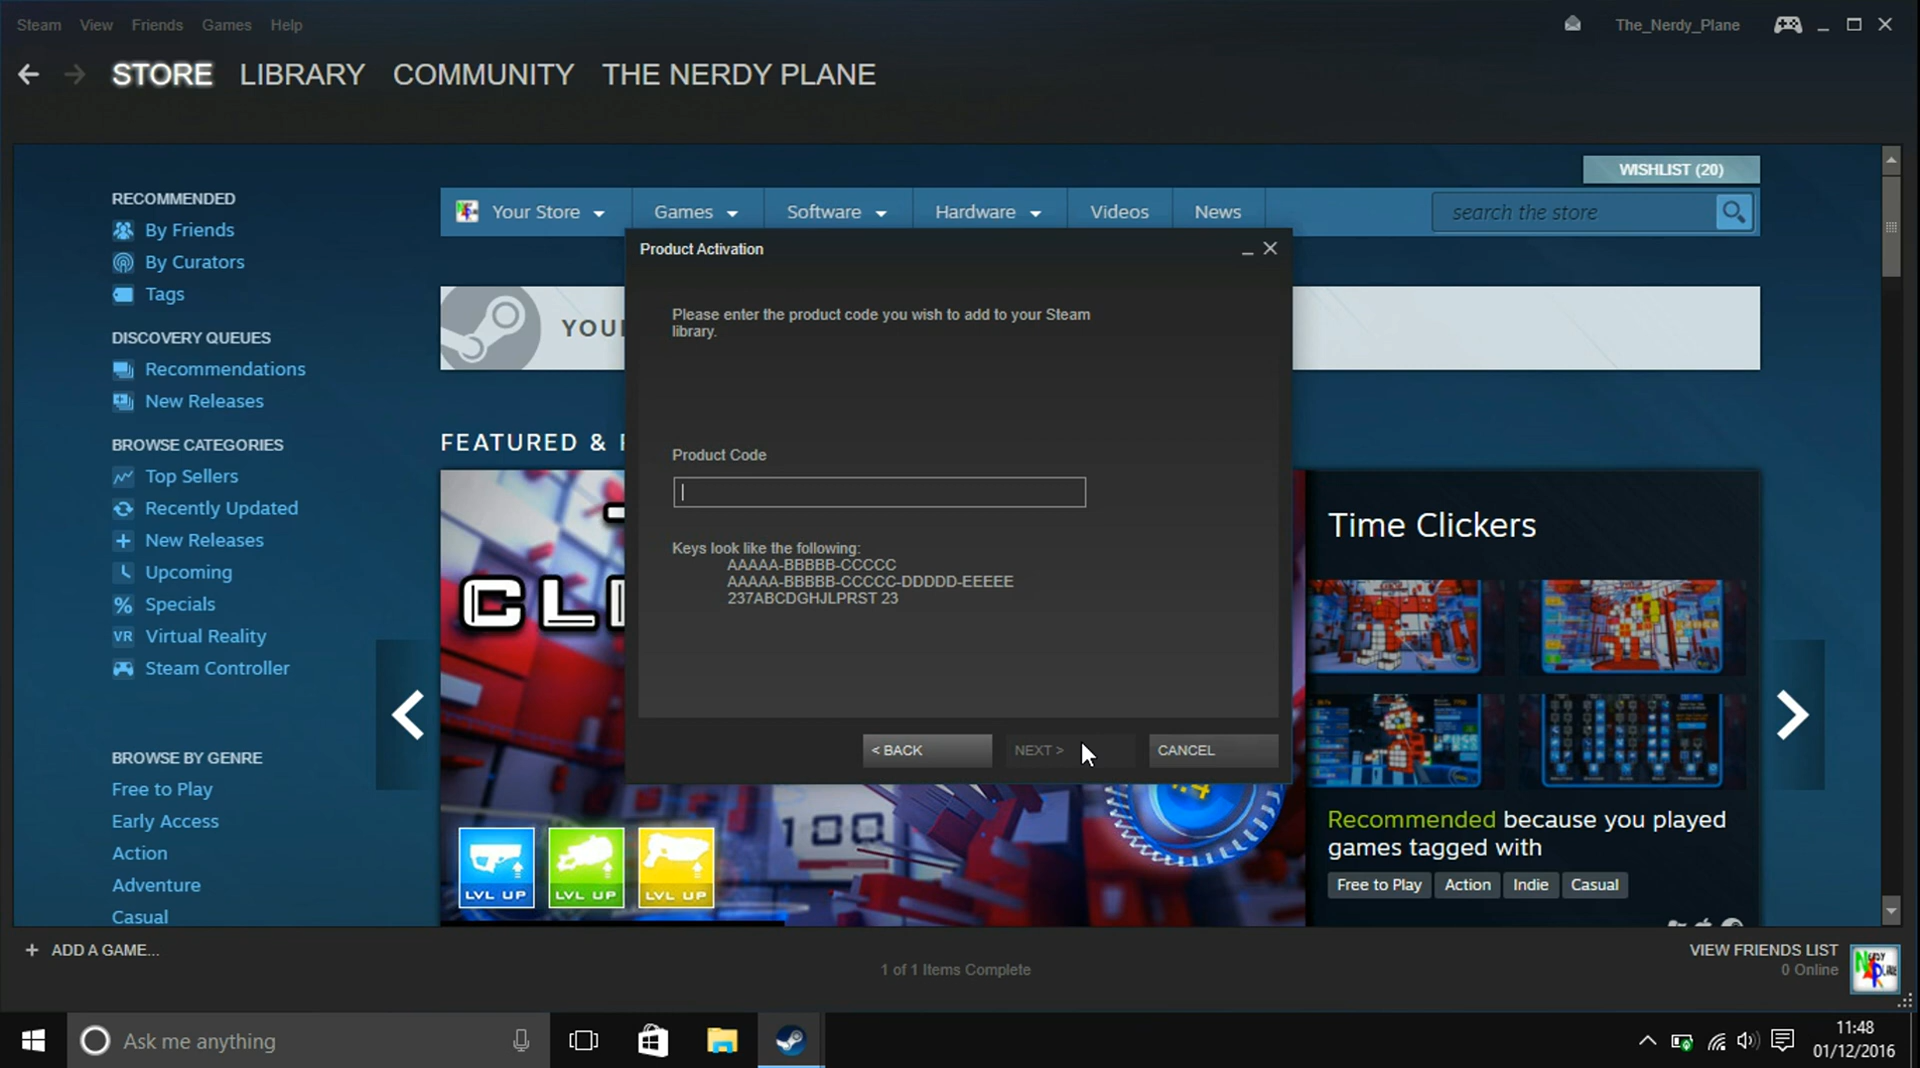 Steam View Friends Games Help
The_Nerdy_Plane
STORE LIBRARY COMMUNITY THE NERDY PLANE
WISHLIST (20)
Your Store Games Software Hardware Videos News
search the store
RECOMMENDED
By Friends
By Curators
Tags
DISCOVERY QUEUES
Recommendations
New Releases
BROWSE CATEGORIES
Top Sellers
Recently Updated
New Releases
Upcoming
% Specials
VR Virtual Reality
Steam Controller
BROWSE BY GENRE
Free to Play
Early Access
Action
Adventure
Casual
FEATURED &
Product Activation
Please enter the product code you wish to add to your Steam
library.
Product Code
Keys look like the following:
AAAAA-BBBBB-CCCCC
AAAAA-BBBBB-CCCCC-DDDDD-EEEEE
237ABCDGHJLPRST 23
< BACK NEXT > CANCEL
100
LVL UP LVL UP LVL UP
Time Clickers
Recommended because you played
games tagged with
Free to Play Action Indie Casual
+ ADD A GAME...
1 of 1 Items Complete
VIEW FRIENDS LIST
0 Online
NERDY
PLANE
Ask me anything
11:48
01/12/2016